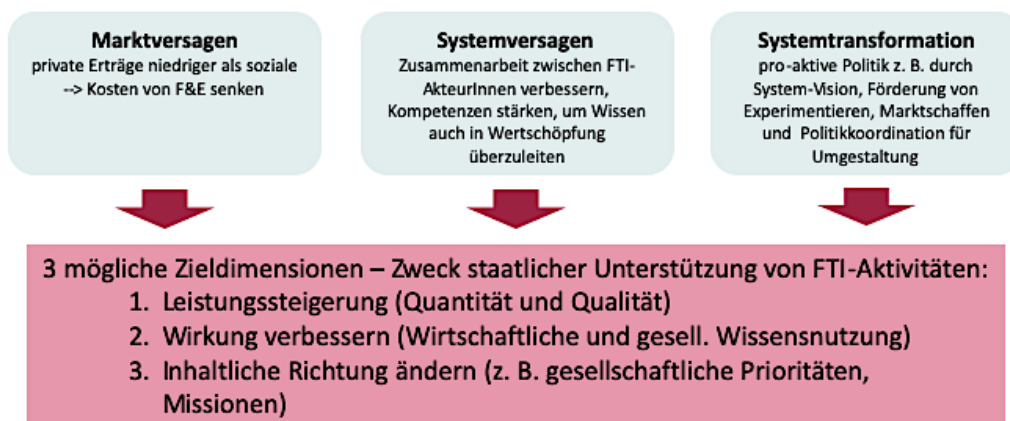 Marktversagen
private Erträge niedriger als soziale
--> Kosten von F&E senken
Systemversagen
Zusammenarbeit zwischen FTI-
AkteurInnen verbessern,
Kompetenzen stärken, um Wissen
auch in Wertschöpfung
überzuleiten
Systemtransformation
pro-aktive Politik z. B. durch
System-Vision, Förderung von
Experimentieren, Marktschaffen
und Politikkoordination für
Umgestaltung
3 mögliche Zieldimensionen – Zweck staatlicher Unterstützung von FTI-Aktivitäten:
1. Leistungssteigerung (Quantität und Qualität)
2. Wirkung verbessern (Wirtschaftliche und gesell. Wissensnutzung)
3. Inhaltliche Richtung ändern (z. B. gesellschaftliche Prioritäten,
Missionen)